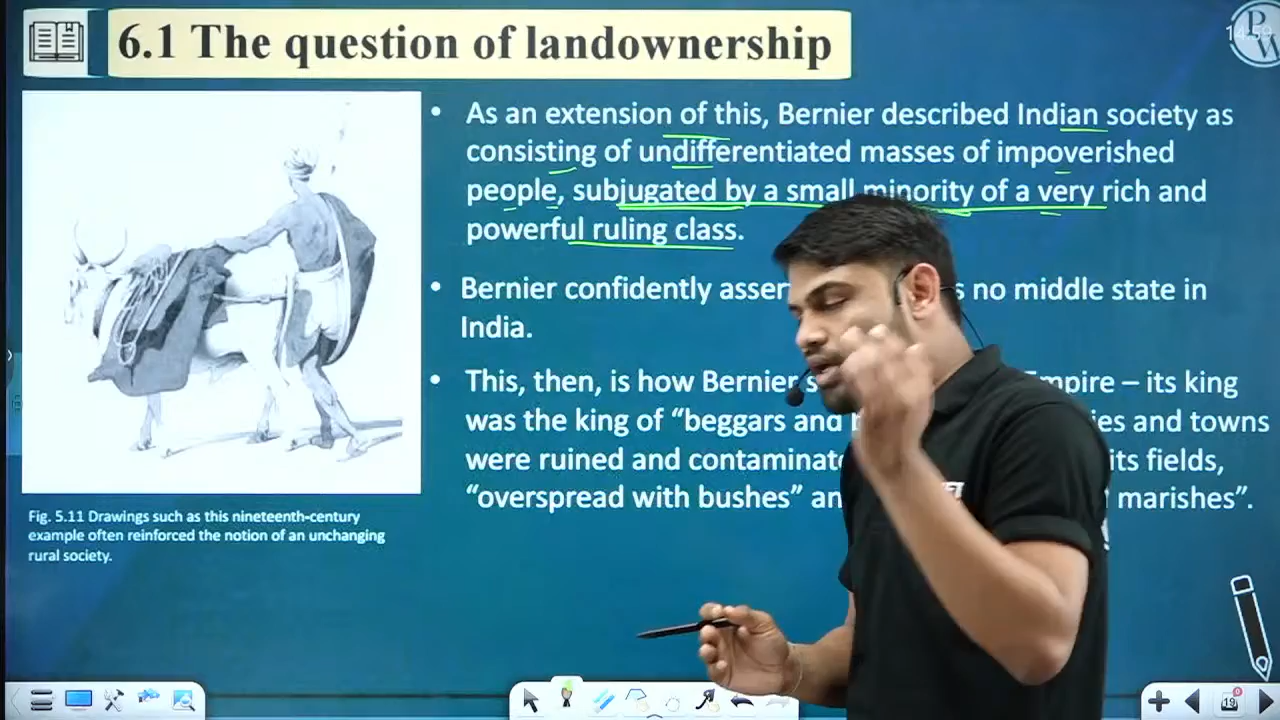 6.1 The question of landownership
P
W
14:59
• As an extension of this, Bernier described Indian society as
consisting of undifferentiated masses of impoverished
people, subjugated by a small minority of a very rich and
powerful ruling class.
• Bernier confidently no middle state in
India.
• This, then, is how Bernier Empire – its king
was the king of “beggars and and towns
were ruined and its fields,
“overspread with bushes” marishes”.
Fig. 5.11 Drawings such as this nineteenth-century
example often reinforced the notion of an unchanging
rural society.
19